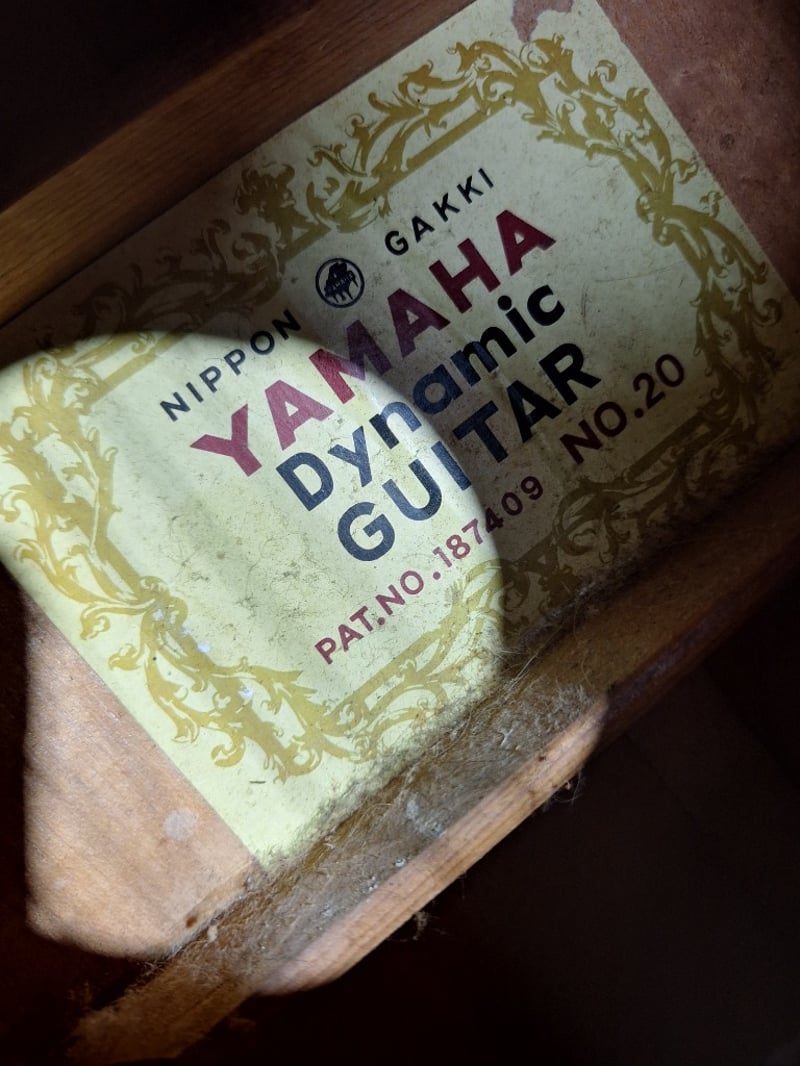 NIPPON GAKKI
YAMAHA
Dynamic
GUITAR
PAT.NO.187409 NO.20